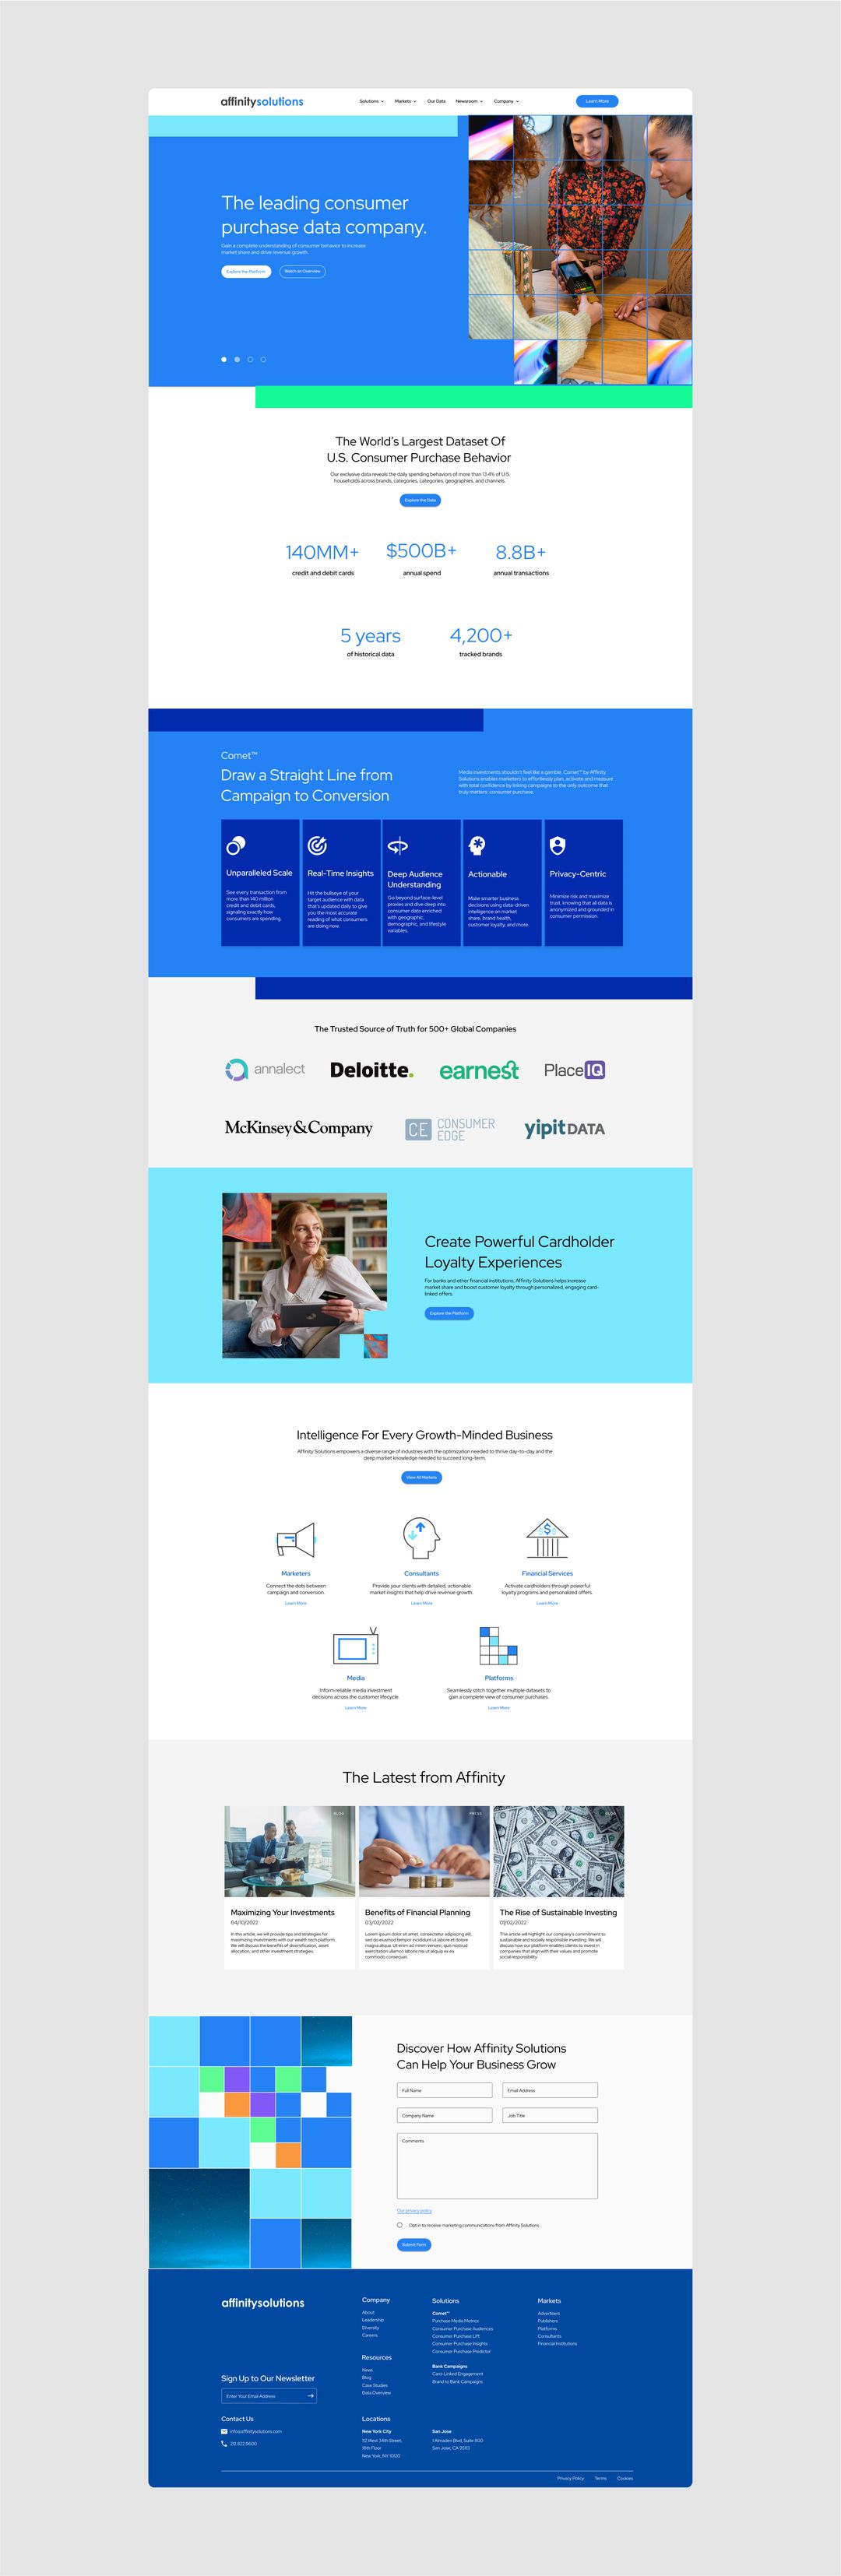 affinitysolutions
Solutions
Markets
Our Data
Newsroom
Company
Learn More
The leading consumer
purchase data company.
Gain a complete understanding of consumer behavior to increase
market share and drive revenue growth.
Explore the Platform
Watch an Overview
The World's Largest Dataset Of
U.S. Consumer Purchase Behavior
Our exclusive data reveals the daily spending behaviors of more than 13.4% of U.S.
households across brands, categories, categories, geographies, and channels.
Explore the Data
140MM+
credit and debit cards
$500B+
annual spend
8.8B+
annual transactions
5 years
of historical data
4,200+
tracked brands
Comet™
Draw a Straight Line from
Campaign to Conversion
Media investments shouldn't feel like a gamble. Comet™ by Affinity
Solutions enables marketers to effortlessly plan, activate and measure
with total confidence by linking campaigns to the only outcome that
truly matters: consumer purchase.
Unparalleled Scale
See every transaction from
more than 140 million
credit and debit cards,
signaling exactly how
consumers are spending.
Real-Time Insights
Hit the bullseye of your
target audience with data
that's updated daily to give
you the most accurate
reading of what consumers
are doing now.
Deep Audience
Understanding
Go beyond surface-level
proxies and dive deep into
consumer data enriched
with geographic,
demographic, and lifestyle
variables.
Actionable
Make smarter business
decisions using data-driven
intelligence on market
share, brand health,
customer loyalty, and more.
Privacy-Centric
Minimize risk and maximize
trust, knowing that all data is
anonymized and grounded in
consumer permission.
The Trusted Source of Truth for 500+ Global Companies
annalect
Deloitte.
earnest
PlaceIQ
McKinsey&Company
CE CONSUMER
EDGE
yipitDATA
Create Powerful Cardholder
Loyalty Experiences
For banks and other financial institutions, Affinity Solutions helps increase
market share and boost customer loyalty through personalized, engaging card-
linked offers.
Explore the Platform
Intelligence For Every Growth-Minded Business
Affinity Solutions empowers a diverse range of industries with the optimization needed to thrive day-to-day and the
deep market knowledge needed to succeed long-term.
View All Markets
$
Marketers
Connect the dots between
campaign and conversion.
Learn More
Consultants
Provide your clients with detailed, actionable
market insights that help drive revenue growth.
Learn More
Financial Services
Activate cardholders through powerful
loyalty programs and personalized offers.
Learn More
Media
Inform reliable media investment
decisions across the customer lifecycle.
Learn More
Platforms
Seamlessly stitch together multiple datasets to
gain a complete view of consumer purchases.
Learn More
The Latest from Affinity
BLOG
PRESS
BLOG
Maximizing Your Investments
04/10/2022
In this article, we will provide tips and strategies for
maximizing investments with our wealth tech platform.
We will discuss the benefits of diversification, asset
allocation, and other investment strategies.
Benefits of Financial Planning
03/02/2022
Lorem ipsum dolor sit amet, consectetur adipiscing elit,
sed do eiusmod tempor incididunt ut labore et dolore
magna aliqua. Ut enim ad minim veniam, quis nostrud
exercitation ullamco laboris nisi ut aliquip ex ea
commodo consequat.
The Rise of Sustainable Investing
01/02/2022
This article will highlight our company's commitment to
sustainable and socially responsible investing. We will
discuss how our platform enables clients to invest in
companies that align with their values and promote
social responsibility.
Discover How Affinity Solutions
Can Help Your Business Grow
Full Name
Email Address
Company Name
Job Title
Comments
Our privacy policy
Opt in to receive marketing communications from Affinity Solutions
Submit Form
affinitysolutions
Company
About
Leadership
Diversity
Careers
Resources
News
Blog
Case Studies
Data Overview
Solutions
Comet™
Purchase Media Metrics
Consumer Purchase Audiences
Consumer Purchase Lift
Consumer Purchase Insights
Consumer Purchase Predictor
Bank Campaigns
Card-Linked Engagement
Brand to Bank Campaigns
Markets
Advertisers
Publishers
Platforms
Consultants
Financial Institutions
Sign Up to Our Newsletter
Enter Your Email Address
Contact Us
info@affinitysolutions.com
212.822.9600
Locations
New York City
112 West 34th Street,
18th Floor
New York, NY 10120
San Jose
1 Almaden Blvd, Suite 800
San Jose, CA 95113
Privacy Policy
Terms
Cookies